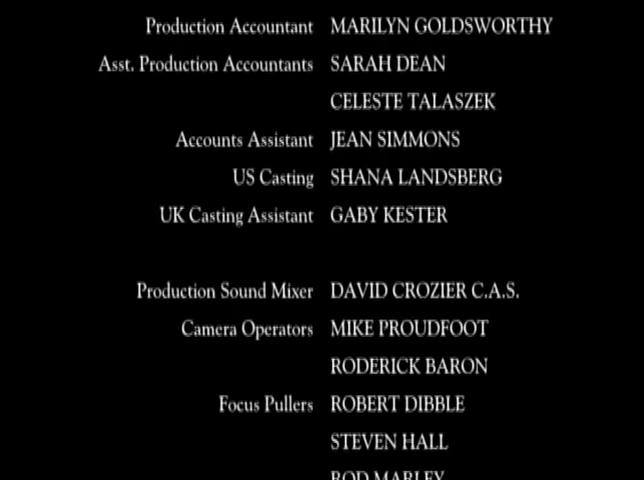 Production Accountant MARILYN GOLDSWORTHY
Asst. Production Accountants SARAH DEAN
CELESTE TALASZEK
Accounts Assistant JEAN SIMMONS
US Casting SHANA LANDSBERG
UK Casting Assistant GABY KESTER
Production Sound Mixer DAVID CROZIER C.A.S.
Camera Operators MIKE PROUDFOOT
RODERICK BARON
Focus Pullers ROBERT DIBBLE
STEVEN HALL
ROD MARLEY